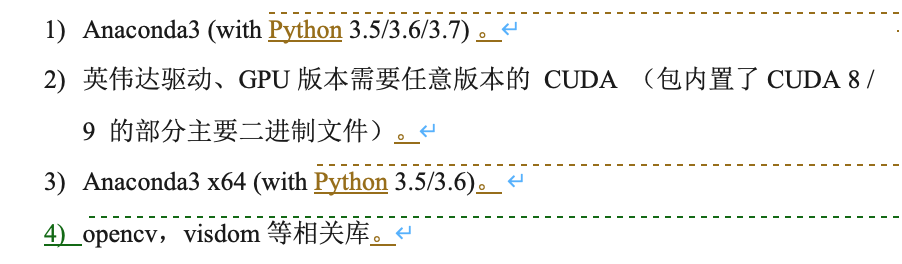 1) Anaconda3 (with Python 3.5/3.6/3.7) 。
2) 英伟达驱动、GPU 版本需要任意版本的 CUDA （包内置了 CUDA 8 /
9 的部分主要二进制文件）。
3) Anaconda3 x64 (with Python 3.5/3.6)。
4) opencv，visdom 等相关库。